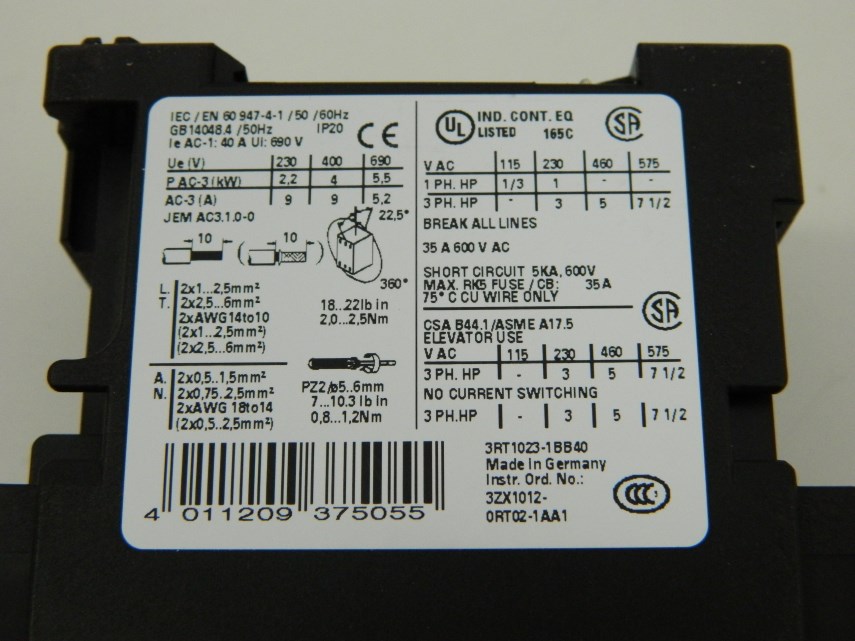 IEC / EN 60 947-4-1 / 50 / 60Hz
GB14048.4 / 50Hz IP20
Ie AC-1: 40 A Ui: 690 V
CE
Ue (V) 230 400 690
P AC-3 (kW) 2,2 4 5,5
AC-3 (A) 9 9 5,2
JEM AC3.1.0-0
22,5°
10 10
360°
L. 2x1...2,5mm²
T. 2x2,5...6mm²
2xAWG14to10
(2x1...2,5mm²)
(2x2,5...6mm²)
18...22lb in
2,0...2,5Nm
A. 2x0,5...1,5mm²
N. 2x0,75...2,5mm²
2xAWG 18to14
(2x0,5...2,5mm²)
PZ2/ø5..6mm
7...10.3 lb in
0,8...1,2Nm
4 011209 375055
UL IND. CONT. EQ
LISTED 165C
SA
V AC 115 230 460 575
1 PH. HP 1/3 1 - -
3 PH. HP - 3 5 7 1/2
BREAK ALL LINES
35 A 600 V AC
SHORT CIRCUIT 5KA, 600V
MAX. RK5 FUSE / CB: 35A
75° C CU WIRE ONLY
SA
CSA B44.1/ASME A17.5
ELEVATOR USE
V AC 115 230 460 575
3 PH. HP - 3 5 7 1/2
NO CURRENT SWITCHING
3 PH.HP - 3 5 7 1/2
3RT1023-1BB40
Made in Germany
Instr. Ord. No.:
3ZX1012-
0RT02-1AA1
CCC